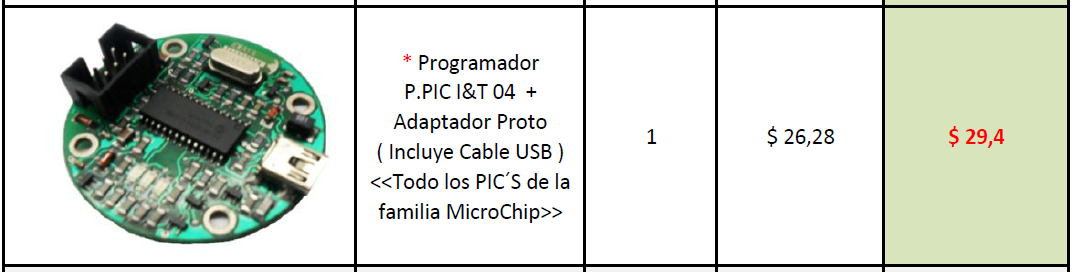 * Programador
P.PIC I&T 04 +
Adaptador Proto
( Incluye Cable USB )
<<Todo los PIC´S de la
familia MicroChip>>
1
$ 26,28
$ 29,4